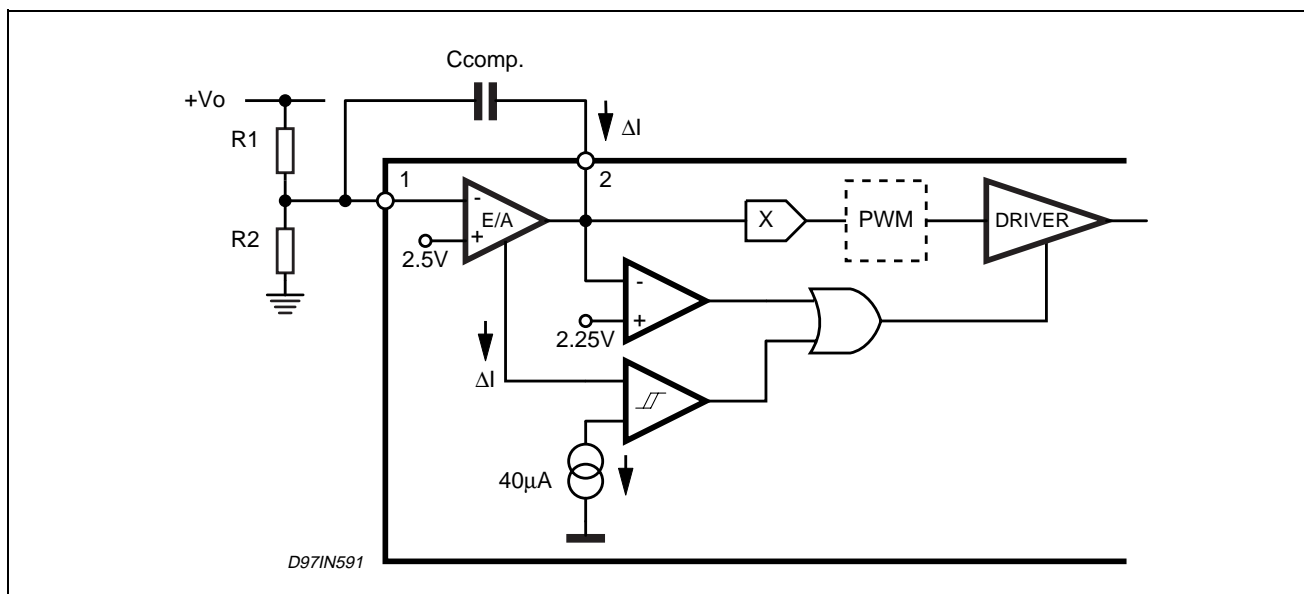 Ccomp.
+Vo
ΔI
R1
1
2
-
E/A
+
2.5V
X
PWM
DRIVER
R2
-
+
2.25V
ΔI
40µA
D97IN591